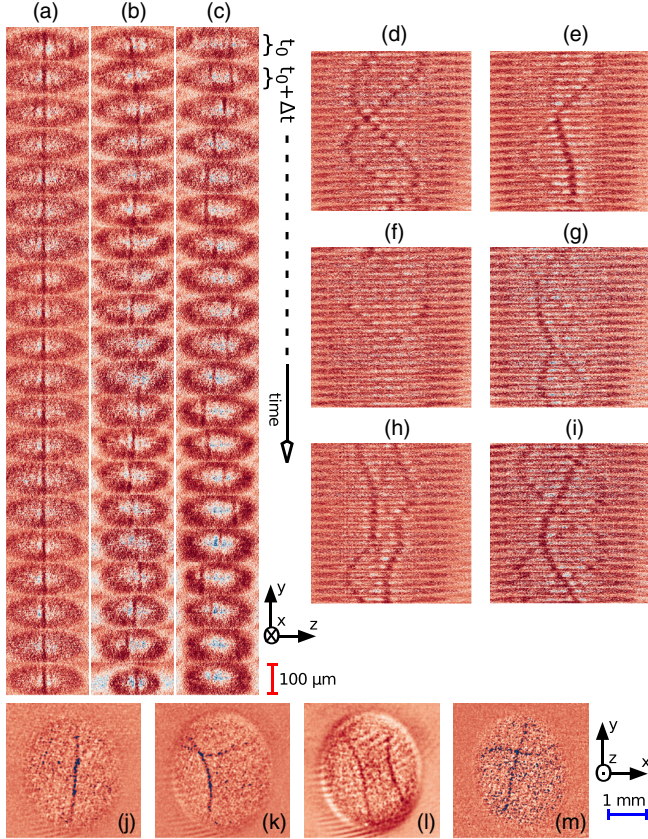 (a) (b) (c)
t₀
t₀ + Δt
time
(d) (e)
(f) (g)
(h) (i)
y
x z
100 μm
(j) (k) (l) (m)
y
z x
1 mm